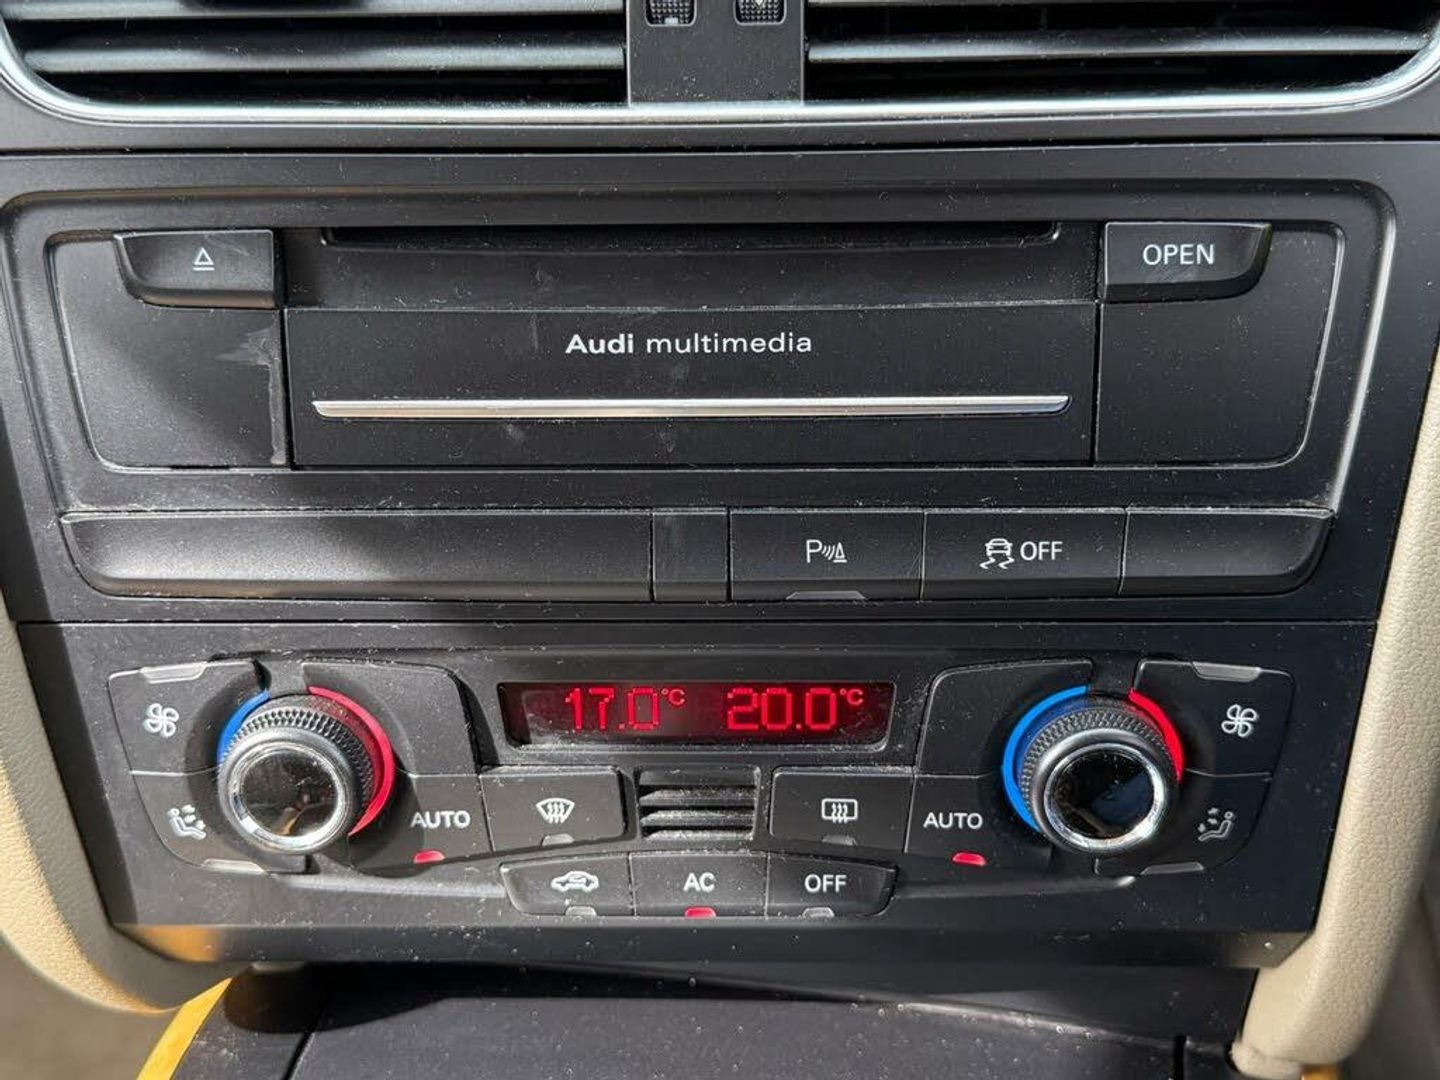 OPEN
Audi multimedia
P
OFF
17.0°C 20.0°C
AUTO
AUTO
AC
OFF